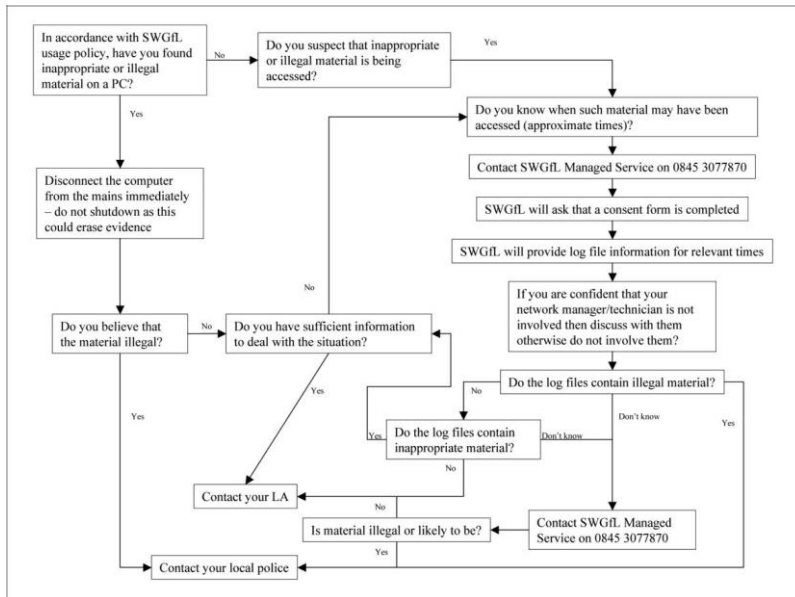 In accordance with SWGfL
usage policy, have you found
inappropriate or illegal
material on a PC?
No
Do you suspect that inappropriate
or illegal material is being
accessed?
Yes
Do you know when such material may have been
accessed (approximate times)?
Yes
Contact SWGfL Managed Service on 0845 3077870
Disconnect the computer
from the mains immediately
– do not shutdown as this
could erase evidence
SWGfL will ask that a consent form is completed
SWGfL will provide log file information for relevant times
No
If you are confident that your
network manager/technician is not
involved then discuss with them
otherwise do not involve them?
Do you believe that
the material illegal?
No
Do you have sufficient information
to deal with the situation?
Do the log files contain illegal material?
Yes
No
Yes
Don't know
Yes
Yes
Do the log files contain
inappropriate material?
Don't know
No
Contact your LA
No
Contact SWGfL Managed
Service on 0845 3077870
Is material illegal or likely to be?
Yes
Contact your local police